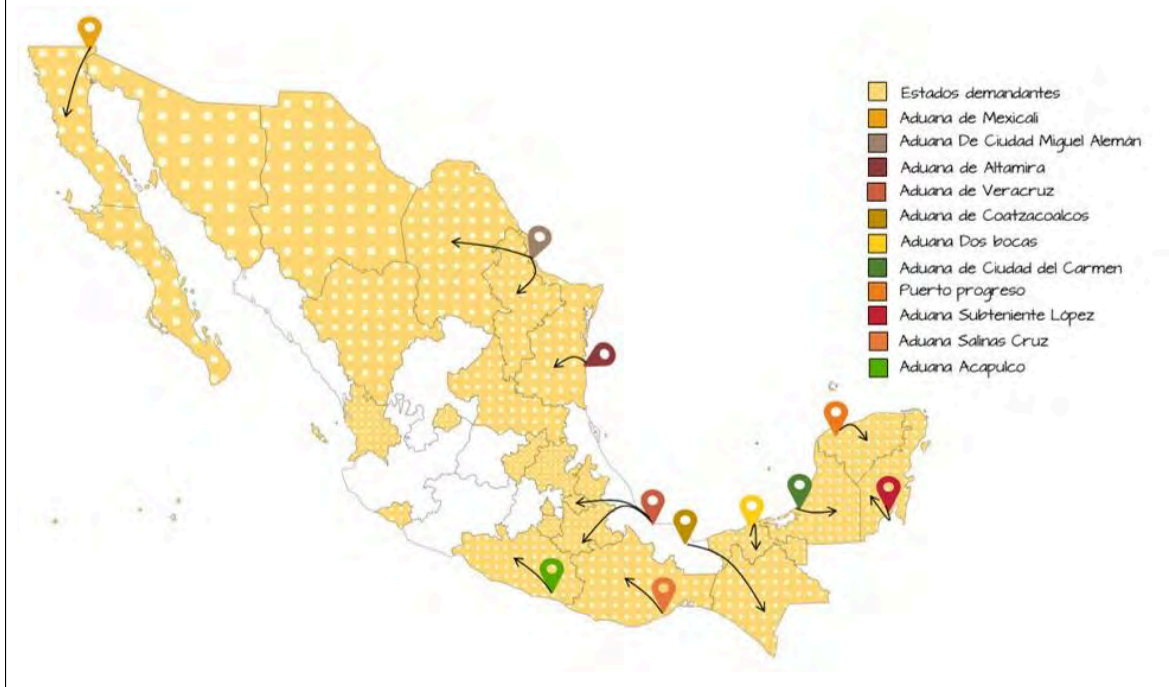 Estados demandantes
Aduana de Mexicali
Aduana De Ciudad Miguel Alemán
Aduana de Altamira
Aduana de Veracruz
Aduana de Coatzacoalcos
Aduana Dos bocas
Aduana de Ciudad del Carmen
Puerto progreso
Aduana Subteniente López
Aduana Salinas Cruz
Aduana Acapulco